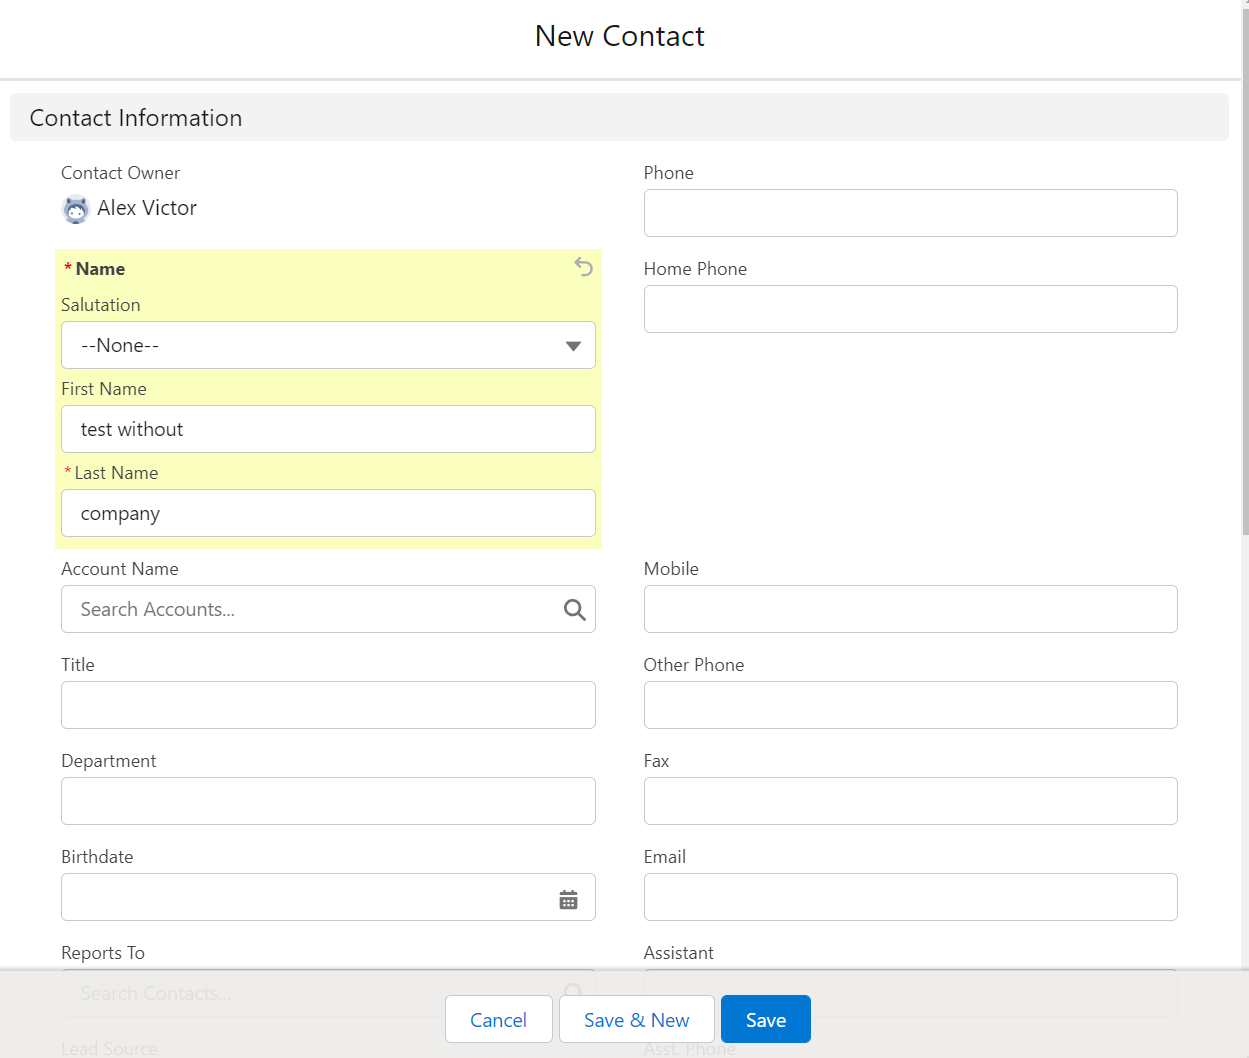 New Contact
Contact Information
Contact Owner
Alex Victor
Phone
*Name
Home Phone
Salutation
--None--
First Name
test without
*Last Name
company
Account Name
Search Accounts...
Mobile
Title
Other Phone
Department
Fax
Birthdate
Email
Reports To
Search Contacts...
Assistant
Cancel
Save & New
Save
Lead Source
Asst. Phone